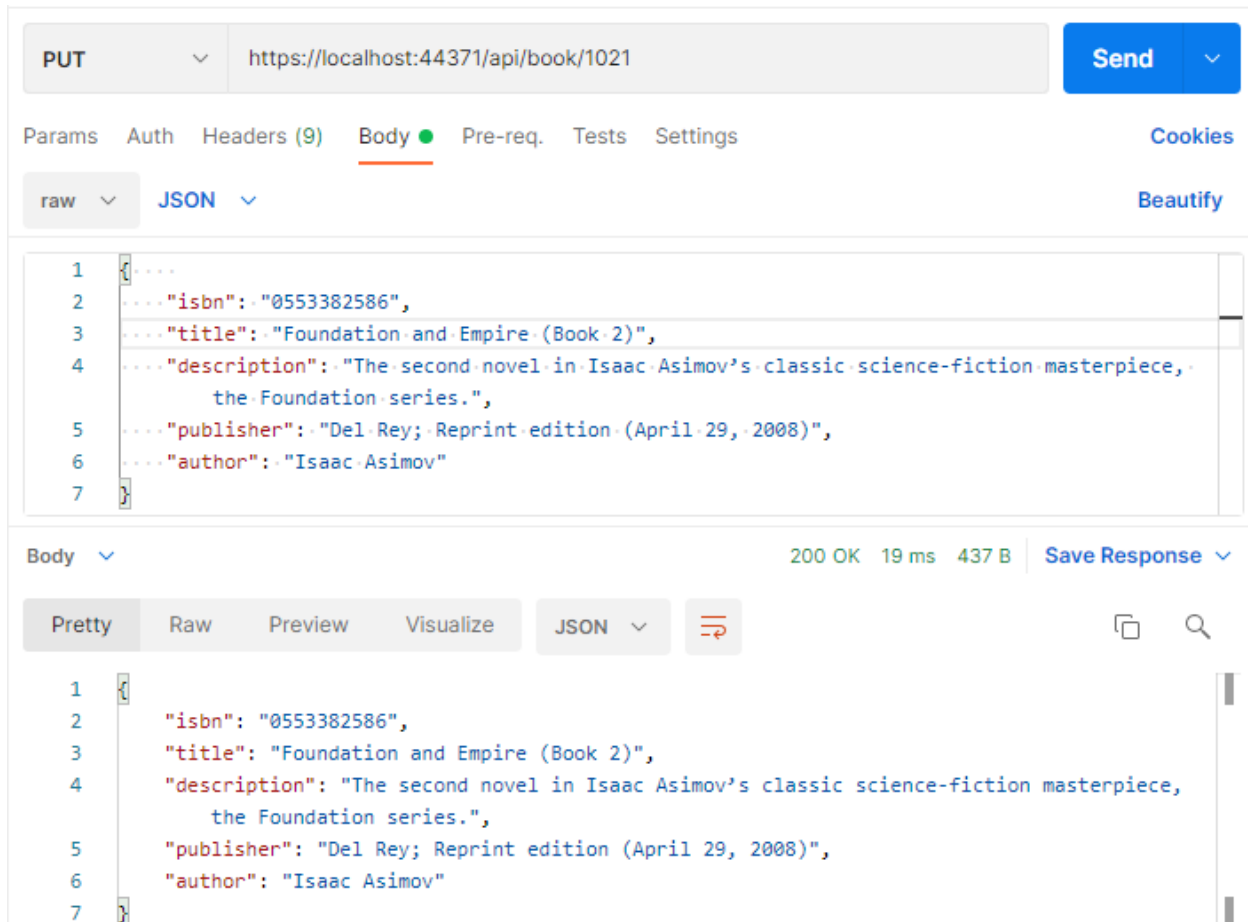 PUT https://localhost:44371/api/book/1021 Send
Params Auth Headers (9) Body Pre-req. Tests Settings Cookies
raw JSON Beautify
1 {
2 "isbn": "0553382586",
3 "title": "Foundation and Empire (Book 2)",
4 "description": "The second novel in Isaac Asimov’s classic science-fiction masterpiece,
the Foundation series.",
5 "publisher": "Del Rey; Reprint edition (April 29, 2008)",
6 "author": "Isaac Asimov"
7 }
Body 200 OK 19 ms 437 B Save Response
Pretty Raw Preview Visualize JSON
1 {
2 "isbn": "0553382586",
3 "title": "Foundation and Empire (Book 2)",
4 "description": "The second novel in Isaac Asimov’s classic science-fiction masterpiece,
the Foundation series.",
5 "publisher": "Del Rey; Reprint edition (April 29, 2008)",
6 "author": "Isaac Asimov"
7 }